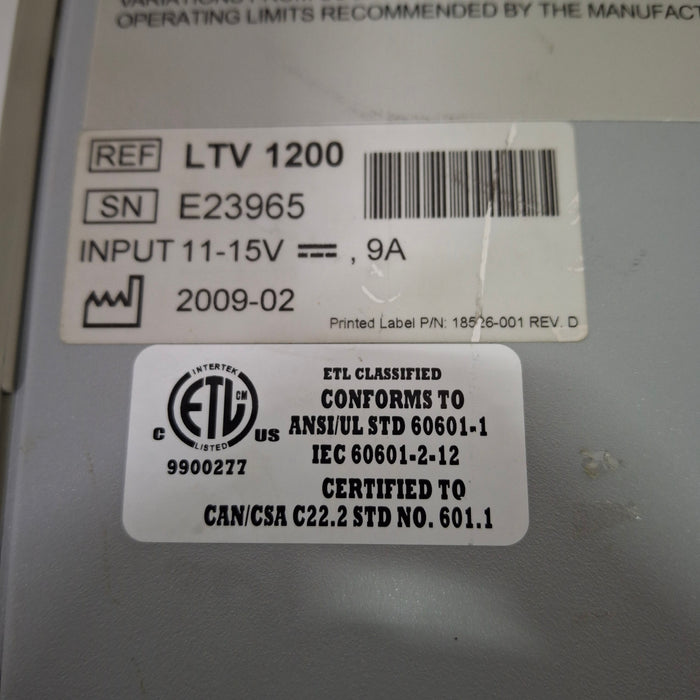 OPERATING LIMITS RECOMMENDED BY THE
REF LTV 1200
SN E23965
INPUT 11-15V ⎓ , 9A
2009-02
Printed Label P/N: 18526-001 REV. D
INTERTEK
ETL CM
LISTED
C US
9900277
ETL CLASSIFIED
CONFORMS TO
ANSI/UL STD 60601-1
IEC 60601-2-12
CERTIFIED TO
CAN/CSA C22.2 STD NO. 601.1